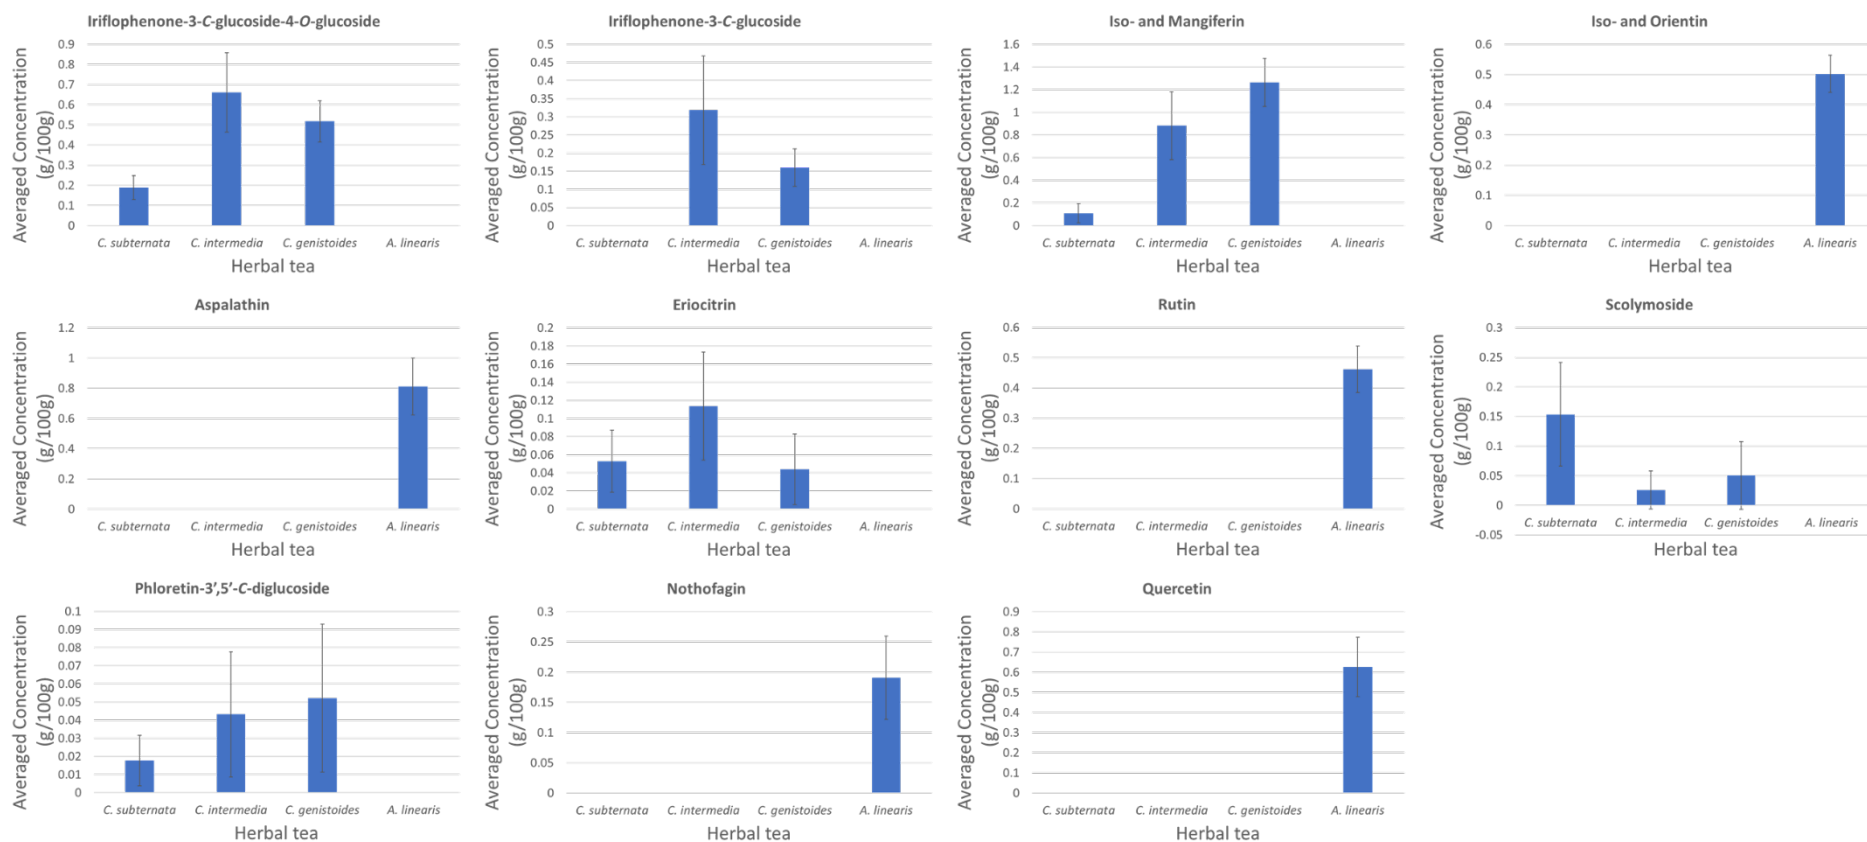 Iriflophenone-3-C-glucoside-4-O-glucoside
Averaged Concentration
(g/100g)
0.9
0.8
0.7
0.6
0.5
0.4
0.3
0.2
0.1
0
C. subternata C. intermedia C. genistoides A. linearis
Herbal tea
Iriflophenone-3-C-glucoside
Averaged Concentration
(g/100g)
0.5
0.45
0.4
0.35
0.3
0.25
0.2
0.15
0.1
0.05
0
C. subternata C. intermedia C. genistoides A. linearis
Herbal tea
Iso- and Mangiferin
Averaged Concentration
(g/100g)
1.6
1.4
1.2
1
0.8
0.6
0.4
0.2
0
C. subternata C. intermedia C. genistoides A. linearis
Herbal tea
Iso- and Orientin
Averaged Concentration
(g/100g)
0.6
0.5
0.4
0.3
0.2
0.1
0
C. subternata C. intermedia C. genistoides A. linearis
Herbal tea
Aspalathin
Averaged Concentration
(g/100g)
1.2
1
0.8
0.6
0.4
0.2
0
C. subternata C. intermedia C. genistoides A. linearis
Herbal tea
Eriocitrin
Averaged Concentration
(g/100g)
0.2
0.18
0.16
0.14
0.12
0.1
0.08
0.06
0.04
0.02
0
C. subternata C. intermedia C. genistoides A. linearis
Herbal tea
Rutin
Averaged Concentration
(g/100g)
0.6
0.5
0.4
0.3
0.2
0.1
0
C. subternata C. intermedia C. genistoides A. linearis
Herbal tea
Scolymoside
Averaged Concentration
(g/100g)
0.3
0.25
0.2
0.15
0.1
0.05
0
-0.05
C. subternata C. intermedia C. genistoides A. linearis
Herbal tea
Phloretin-3′,5′-C-diglucoside
Averaged Concentration
(g/100g)
0.1
0.09
0.08
0.07
0.06
0.05
0.04
0.03
0.02
0.01
0
C. subternata C. intermedia C. genistoides A. linearis
Herbal tea
Nothofagin
Averaged Concentration
(g/100g)
0.3
0.25
0.2
0.15
0.1
0.05
0
C. subternata C. intermedia C. genistoides A. linearis
Herbal tea
Quercetin
Averaged Concentration
(g/100g)
0.9
0.8
0.7
0.6
0.5
0.4
0.3
0.2
0.1
0
C. subternata C. intermedia C. genistoides A. linearis
Herbal tea